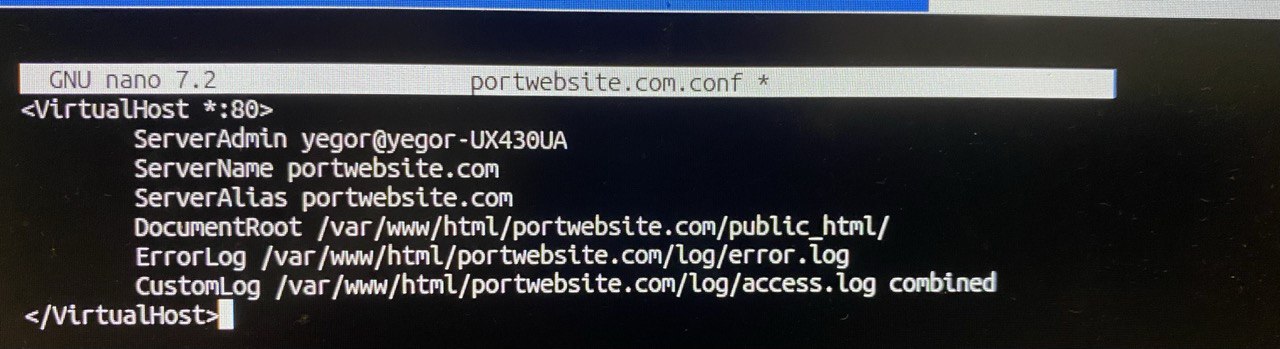 GNU nano 7.2 portwebsite.com.conf *
<VirtualHost *:80>
ServerAdmin yegor@yegor-UX430UA
ServerName portwebsite.com
ServerAlias portwebsite.com
DocumentRoot /var/www/html/portwebsite.com/public_html/
ErrorLog /var/www/html/portwebsite.com/log/error.log
CustomLog /var/www/html/portwebsite.com/log/access.log combined
</VirtualHost>